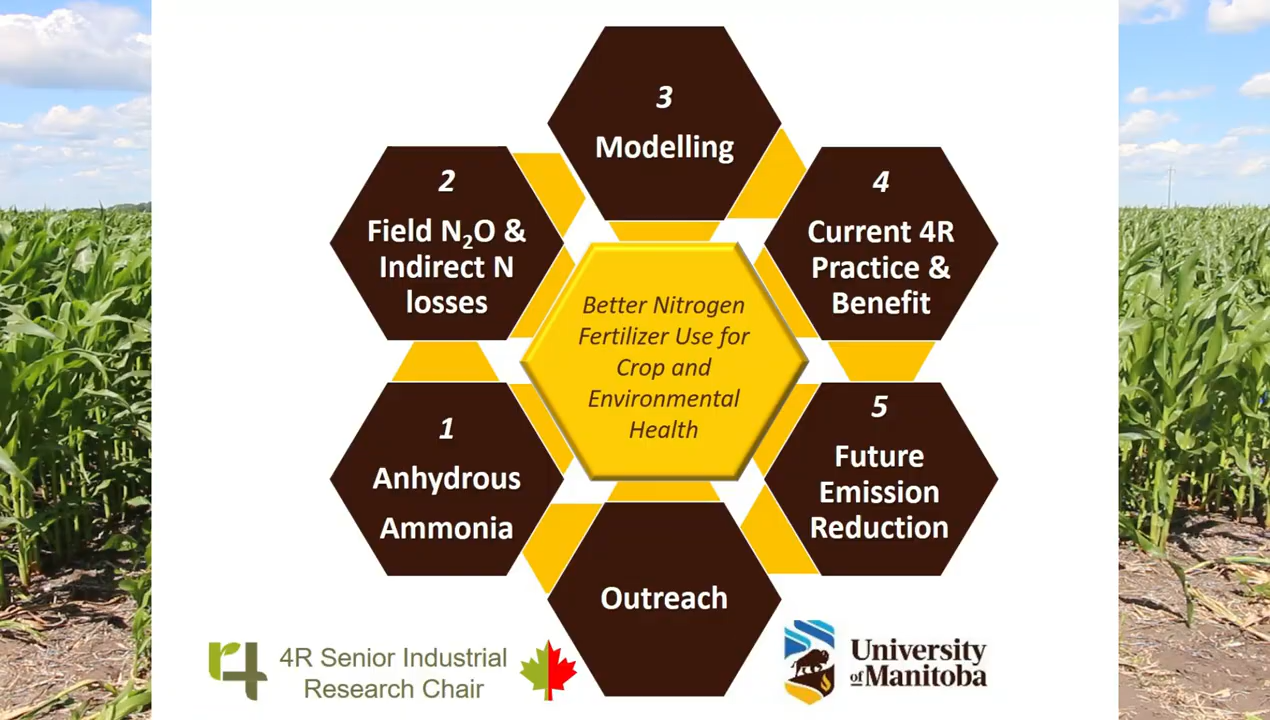 3
Modelling
2
Field N₂O &
Indirect N
losses
4
Current 4R
Practice &
Benefit
Better Nitrogen
Fertilizer Use for
Crop and
Environmental
Health
1
Anhydrous
Ammonia
5
Future
Emission
Reduction
Outreach
r4
4R Senior Industrial
Research Chair
University
of Manitoba